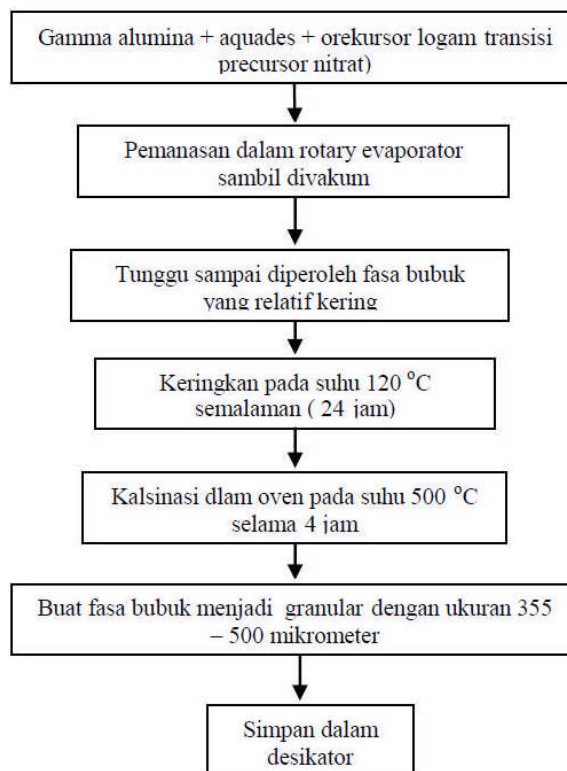 Gamma alumina + aquades + orekursor logam transisi
precursor nitrat)
Pemanasan dalam rotary evaporator
sambil divakum
Tunggu sampai diperoleh fasa bubuk
yang relatif kering
Keringkan pada suhu 120 °C
semalaman ( 24 jam)
Kalsinasi dlam oven pada suhu 500 °C
selama 4 jam
Buat fasa bubuk menjadi granular dengan ukuran 355
– 500 mikrometer
Simpan dalam
desikator